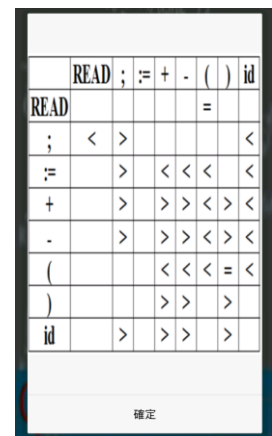 READ ; := + - ( ) id
READ =
; < > <
:= > < < < <
+ > > > < > <
- > > > < > <
( < < < = <
) > > >
id > > > >
確定